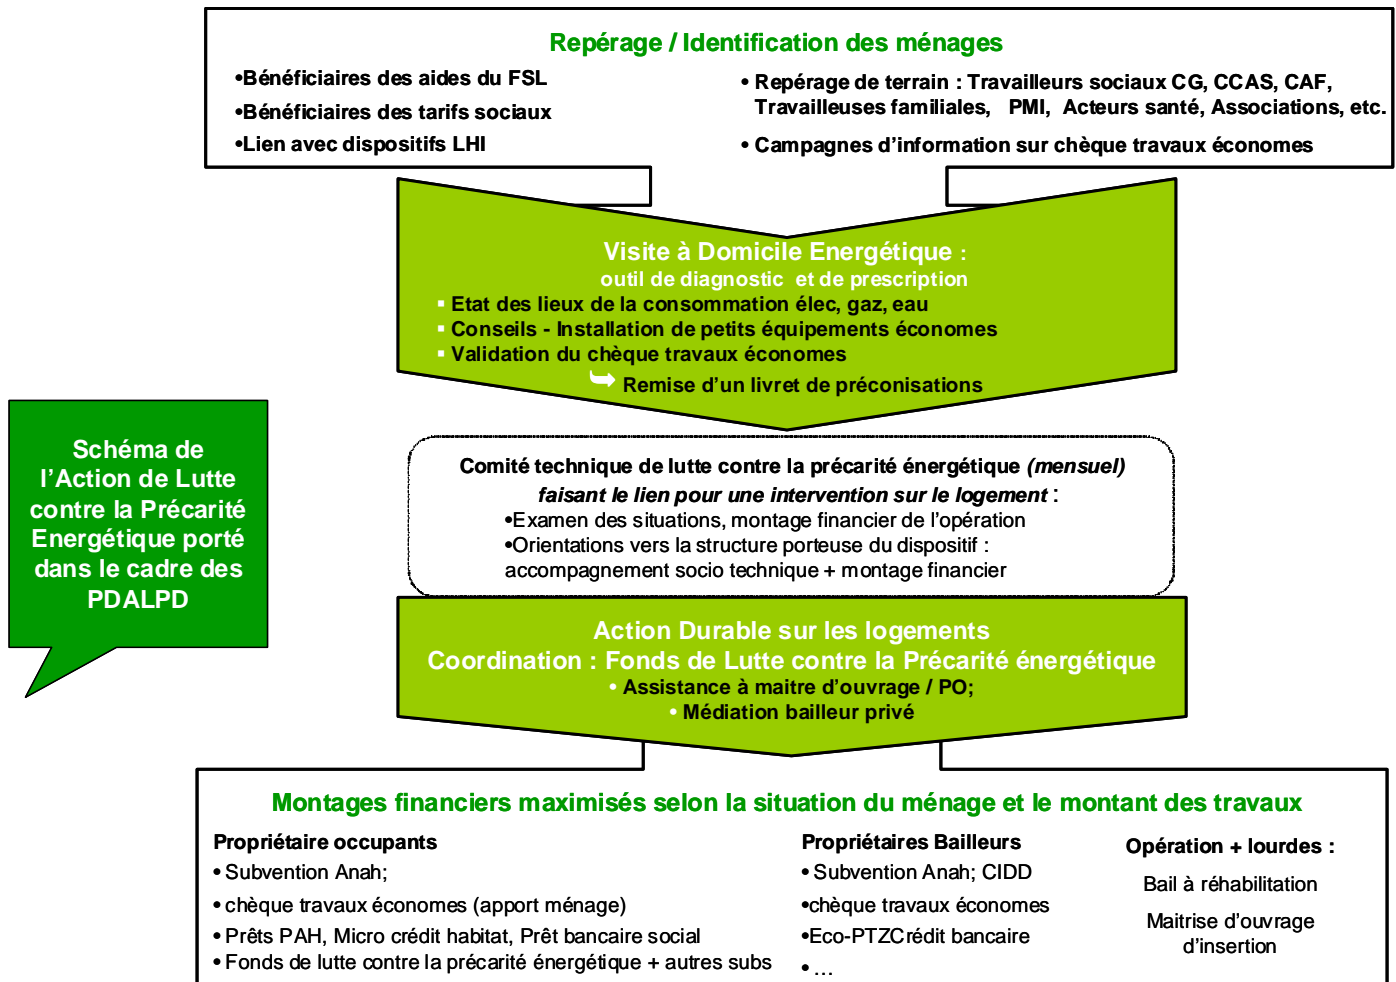 Repérage / Identification des ménages
•Bénéficiaires des aides du FSL
•Bénéficiaires des tarifs sociaux
•Lien avec dispositifs LHI
• Repérage de terrain : Travailleurs sociaux CG, CCAS, CAF,
Travailleuses familiales, PMI, Acteurs santé, Associations, etc.
• Campagnes d'information sur chèque travaux économes
Visite à Domicile Energétique :
outil de diagnostic et de prescription
▪ Etat des lieux de la consommation élec, gaz, eau
▪ Conseils - Installation de petits équipements économes
▪ Validation du chèque travaux économes
Remise d'un livret de préconisations
Schéma de
l'Action de Lutte
contre la Précarité
Energétique porté
dans le cadre des
PDALPD
Comité technique de lutte contre la précarité énergétique (mensuel)
faisant le lien pour une intervention sur le logement :
•Examen des situations, montage financier de l'opération
•Orientations vers la structure porteuse du dispositif :
accompagnement socio technique + montage financier
Action Durable sur les logements
Coordination : Fonds de Lutte contre la Précarité énergétique
• Assistance à maitre d'ouvrage / PO;
• Médiation bailleur privé
Montages financiers maximisés selon la situation du ménage et le montant des travaux
Propriétaire occupants
• Subvention Anah;
• chèque travaux économes (apport ménage)
• Prêts PAH, Micro crédit habitat, Prêt bancaire social
• Fonds de lutte contre la précarité énergétique + autres subs
Propriétaires Bailleurs
• Subvention Anah; CIDD
•chèque travaux économes
•Eco-PTZCrédit bancaire
• …
Opération + lourdes :
Bail à réhabilitation
Maitrise d'ouvrage
d'insertion